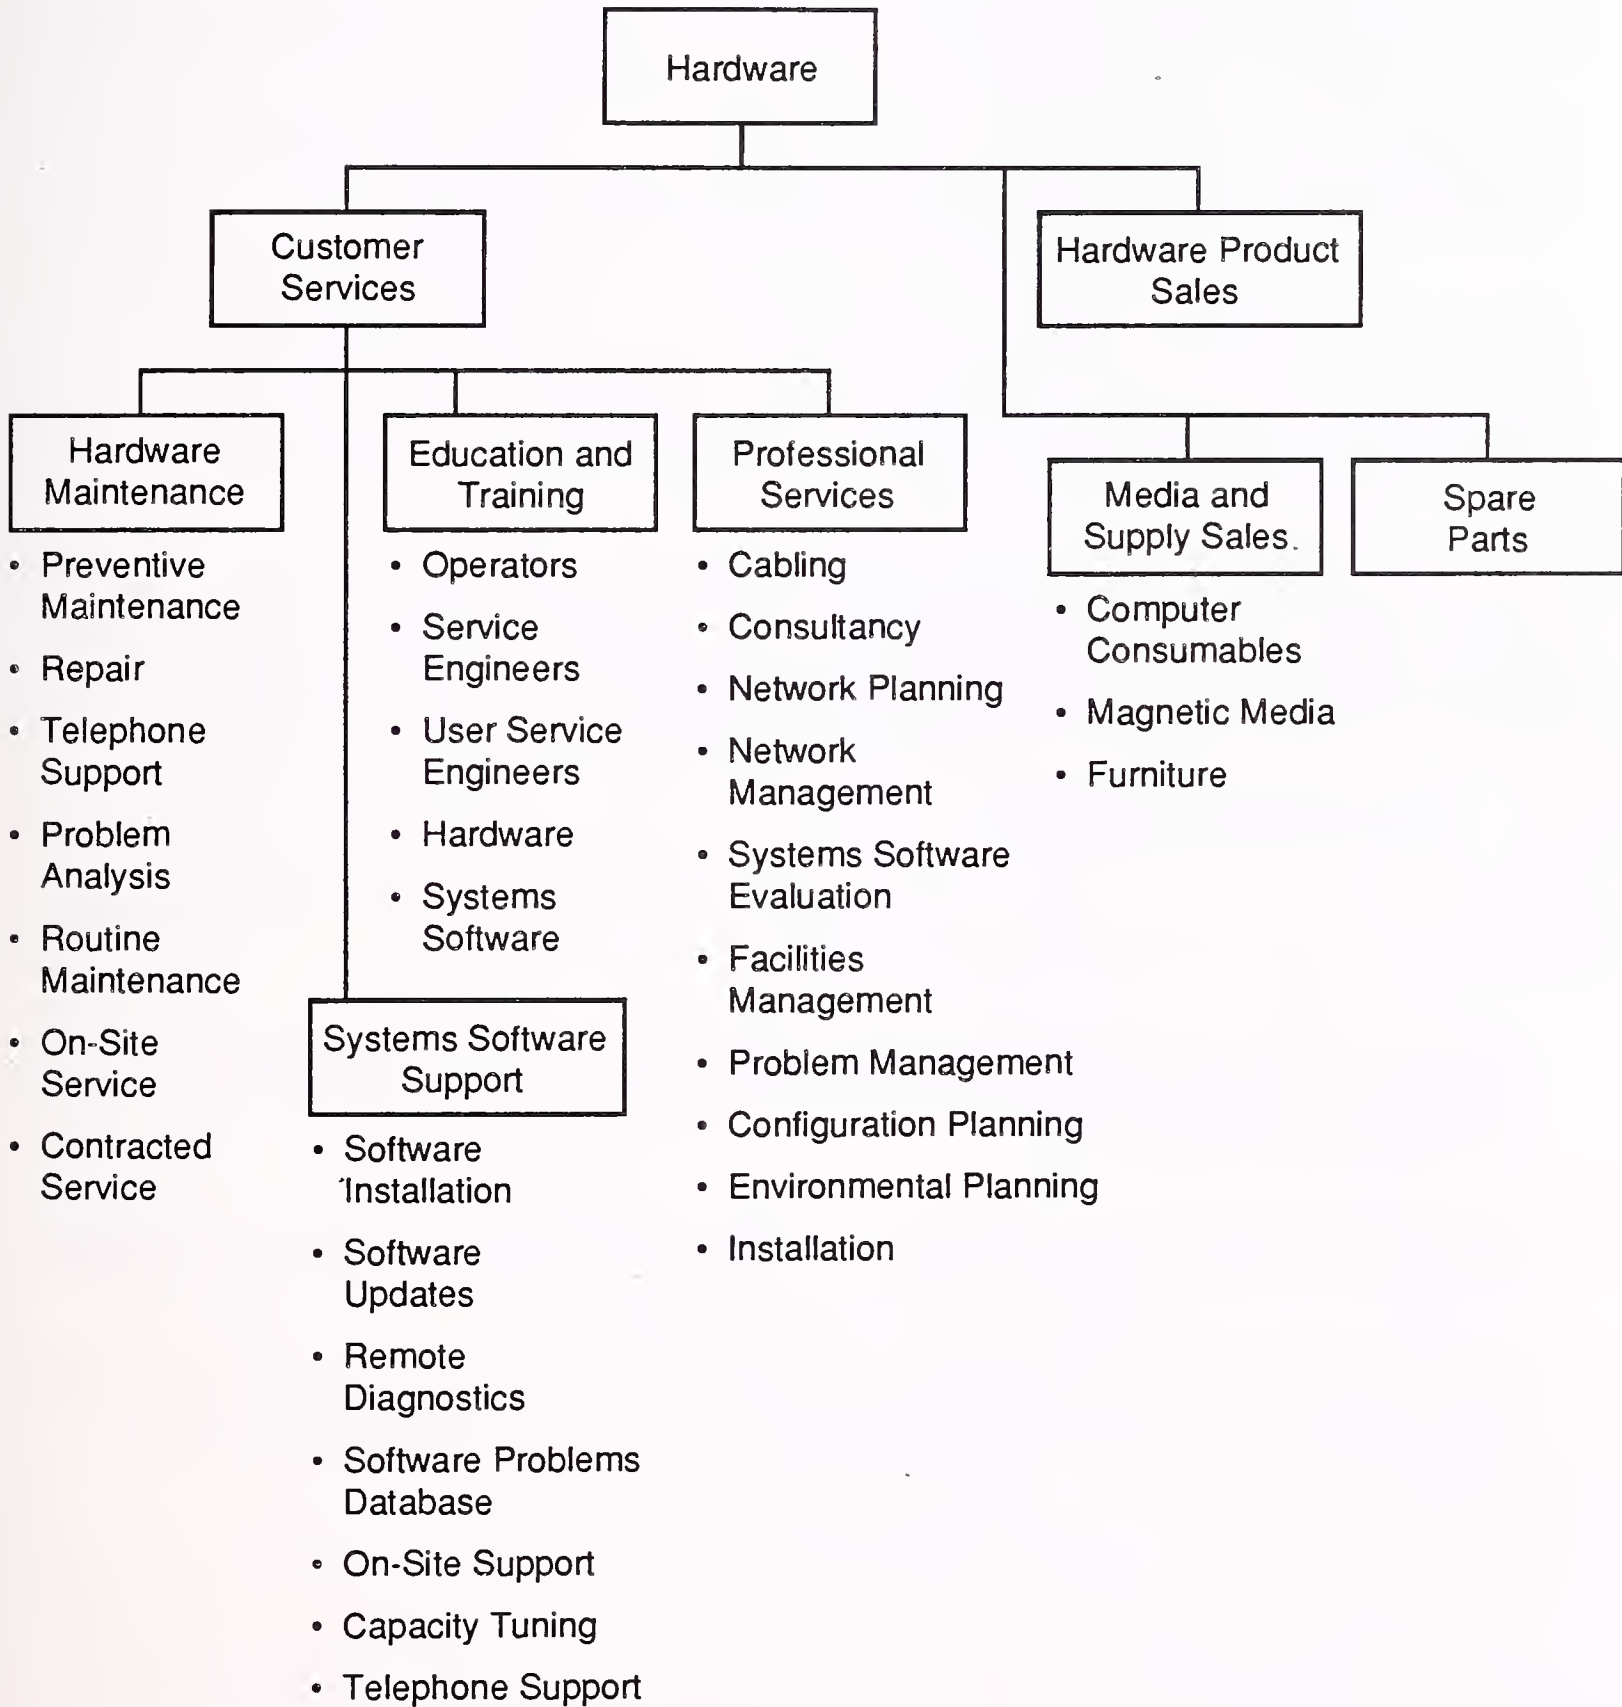 Hardware
Customer
Services
Hardware Product
Sales
Hardware
Maintenance
• Preventive
Maintenance
• Repair
• Telephone
Support
• Problem
Analysis
• Routine
Maintenance
• On-Site
Service
• Contracted
Service
Education and
Training
• Operators
• Service
Engineers
• User Service
Engineers
• Hardware
• Systems
Software
Systems Software
Support
• Software
Installation
• Software
Updates
• Remote
Diagnostics
• Software Problems
Database
• On-Site Support
• Capacity Tuning
• Telephone Support
Professional
Services
• Cabling
• Consultancy
• Network Planning
• Network
Management
• Systems Software
Evaluation
• Facilities
Management
• Problem Management
• Configuration Planning
• Environmental Planning
• Installation
Media and
Supply Sales
• Computer
Consumables
• Magnetic Media
• Furniture
Spare
Parts